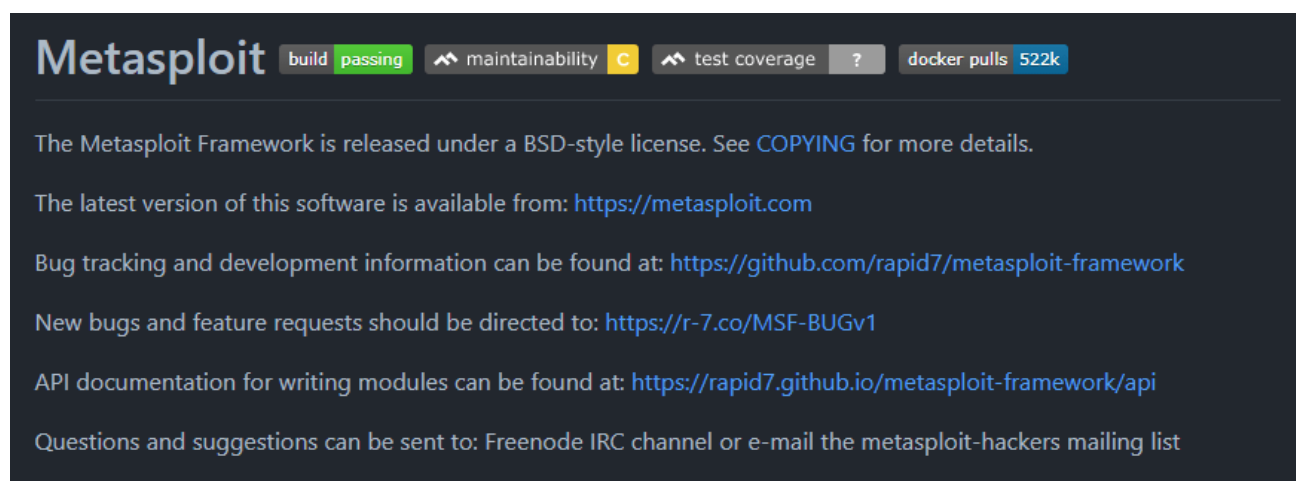 Metasploit build passing maintainability C test coverage ? docker pulls 522k
The Metasploit Framework is released under a BSD-style license. See COPYING for more details.
The latest version of this software is available from: https://metasploit.com
Bug tracking and development information can be found at: https://github.com/rapid7/metasploit-framework
New bugs and feature requests should be directed to: https://r-7.co/MSF-BUGv1
API documentation for writing modules can be found at: https://rapid7.github.io/metasploit-framework/api
Questions and suggestions can be sent to: Freenode IRC channel or e-mail the metasploit-hackers mailing list